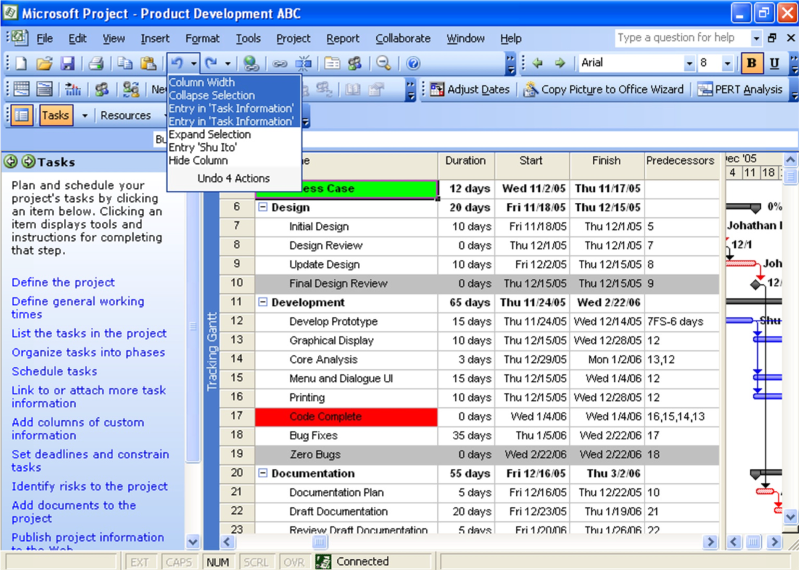 Microsoft Project - Product Development ABC
File Edit View Insert Format Tools Project Report Collaborate Window Help Type a question for help
Arial 8 B U
Adjust Dates Copy Picture to Office Wizard PERT Analysis
Tasks Resources
Column Width
Collapse Selection
Entry in 'Task Information'
Entry in 'Task Information'
Expand Selection
Entry 'Shu Ito'
Hide Column
Undo 4 Actions
Tasks
Plan and schedule your
project's tasks by clicking
an item below. Clicking an
item displays tools and
instructions for completing
that step.
Define the project
Define general working
times
List the tasks in the project
Organize tasks into phases
Schedule tasks
Link to or attach more task
information
Add columns of custom
information
Set deadlines and constrain
tasks
Identify risks to the project
Add documents to the
project
Publish project information
to the Web
Tracking Gantt
Duration Start Finish Predecessors
12 days Wed 11/2/05 Thu 11/17/05
6 Design 20 days Fri 11/18/05 Thu 12/15/05
7 Initial Design 10 days Fri 11/18/05 Thu 12/1/05 5
8 Design Review 0 days Thu 12/1/05 Thu 12/1/05 7
9 Update Design 10 days Fri 12/2/05 Thu 12/15/05 8
10 Final Design Review 0 days Thu 12/15/05 Thu 12/15/05 9
11 Development 65 days Thu 11/24/05 Wed 2/22/06
12 Develop Prototype 15 days Thu 11/24/05 Wed 12/14/05 7FS-6 days
13 Graphical Display 10 days Thu 12/15/05 Wed 12/28/05 12
14 Core Analysis 3 days Thu 12/29/05 Mon 1/2/06 13,12
15 Menu and Dialogue UI 15 days Thu 12/15/05 Wed 1/4/06 12
16 Printing 10 days Thu 12/15/05 Wed 12/28/05 12
17 Code Complete 0 days Wed 1/4/06 Wed 1/4/06 16,15,14,13
18 Bug Fixes 35 days Thu 1/5/06 Wed 2/22/06 17
19 Zero Bugs 0 days Wed 2/22/06 Wed 2/22/06 18
20 Documentation 55 days Fri 12/16/05 Thu 3/2/06
21 Documentation Plan 5 days Fri 12/16/05 Thu 12/22/05 10
22 Draft Documentation 20 days Fri 12/23/05 Thu 1/19/06 21
23 Review Draft Documentation 5 days Fri 1/20/06 Thu 1/26/06 22
'05
4 11 18
0%
12/1
Shu
EXT CAPS NUM SCRL OVR Connected